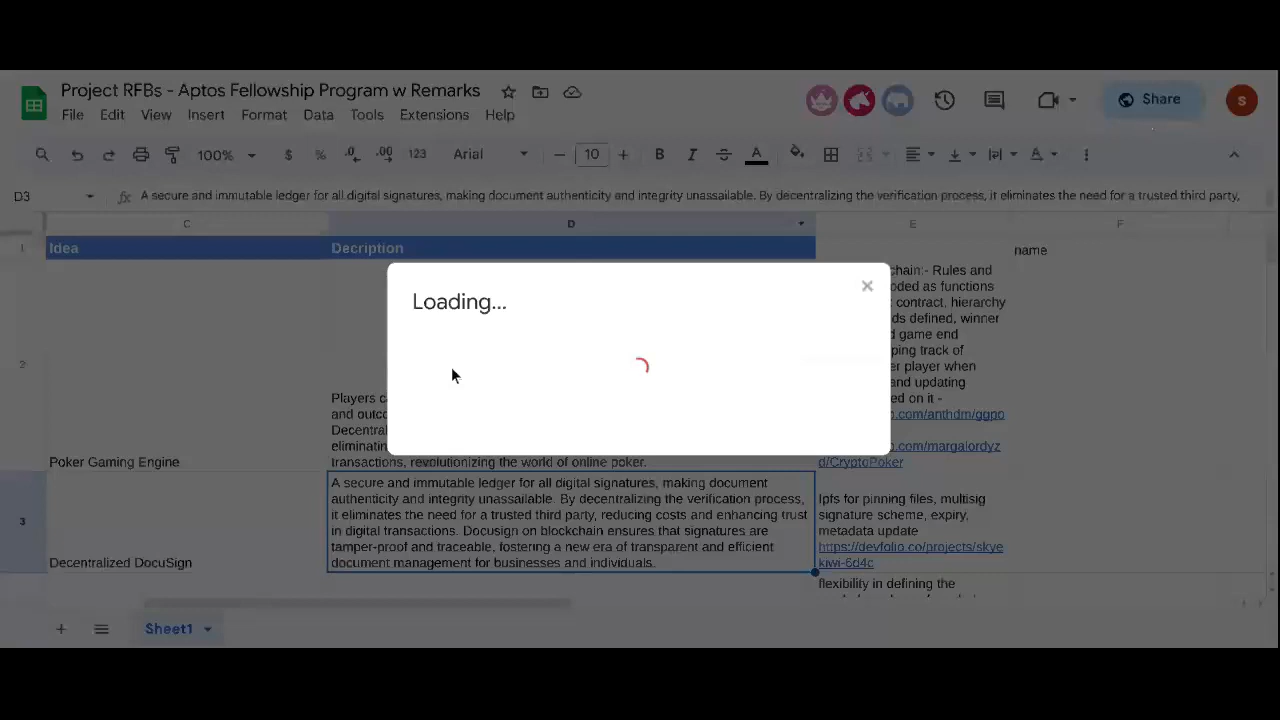 Project RFBs - Aptos Fellowship Program w Remarks
File Edit View Insert Format Data Tools Extensions Help
Share
S
100% $ % .0 .00 123 Arial 10 B I A
D3 fx A secure and immutable ledger for all digital signatures, making document authenticity and integrity unassailable. By decentralizing the verification process, it eliminates the need for a trusted third party,
C D E F
1 Idea Decription name
Loading...
chain:- Rules and
oded as functions
contract, hierarchy
ds defined, winner
d game end
ping track of
er player when
and updating
ed on it -
o.com/anthdm/ggpo
o.com/margalordyz
d/CryptoPoker
2
Players c
and outco
Decentral
eliminatin
transactions, revolutionizing the world of online poker.
Poker Gaming Engine
3
A secure and immutable ledger for all digital signatures, making document
authenticity and integrity unassailable. By decentralizing the verification process,
it eliminates the need for a trusted third party, reducing costs and enhancing trust
in digital transactions. Docusign on blockchain ensures that signatures are
tamper-proof and traceable, fostering a new era of transparent and efficient
document management for businesses and individuals.
Decentralized DocuSign
Ipfs for pinning files, multisig
signature scheme, expiry,
metadata update
https://devfolio.co/projects/skye
kiwi-6d4c
flexibility in defining the
Sheet1